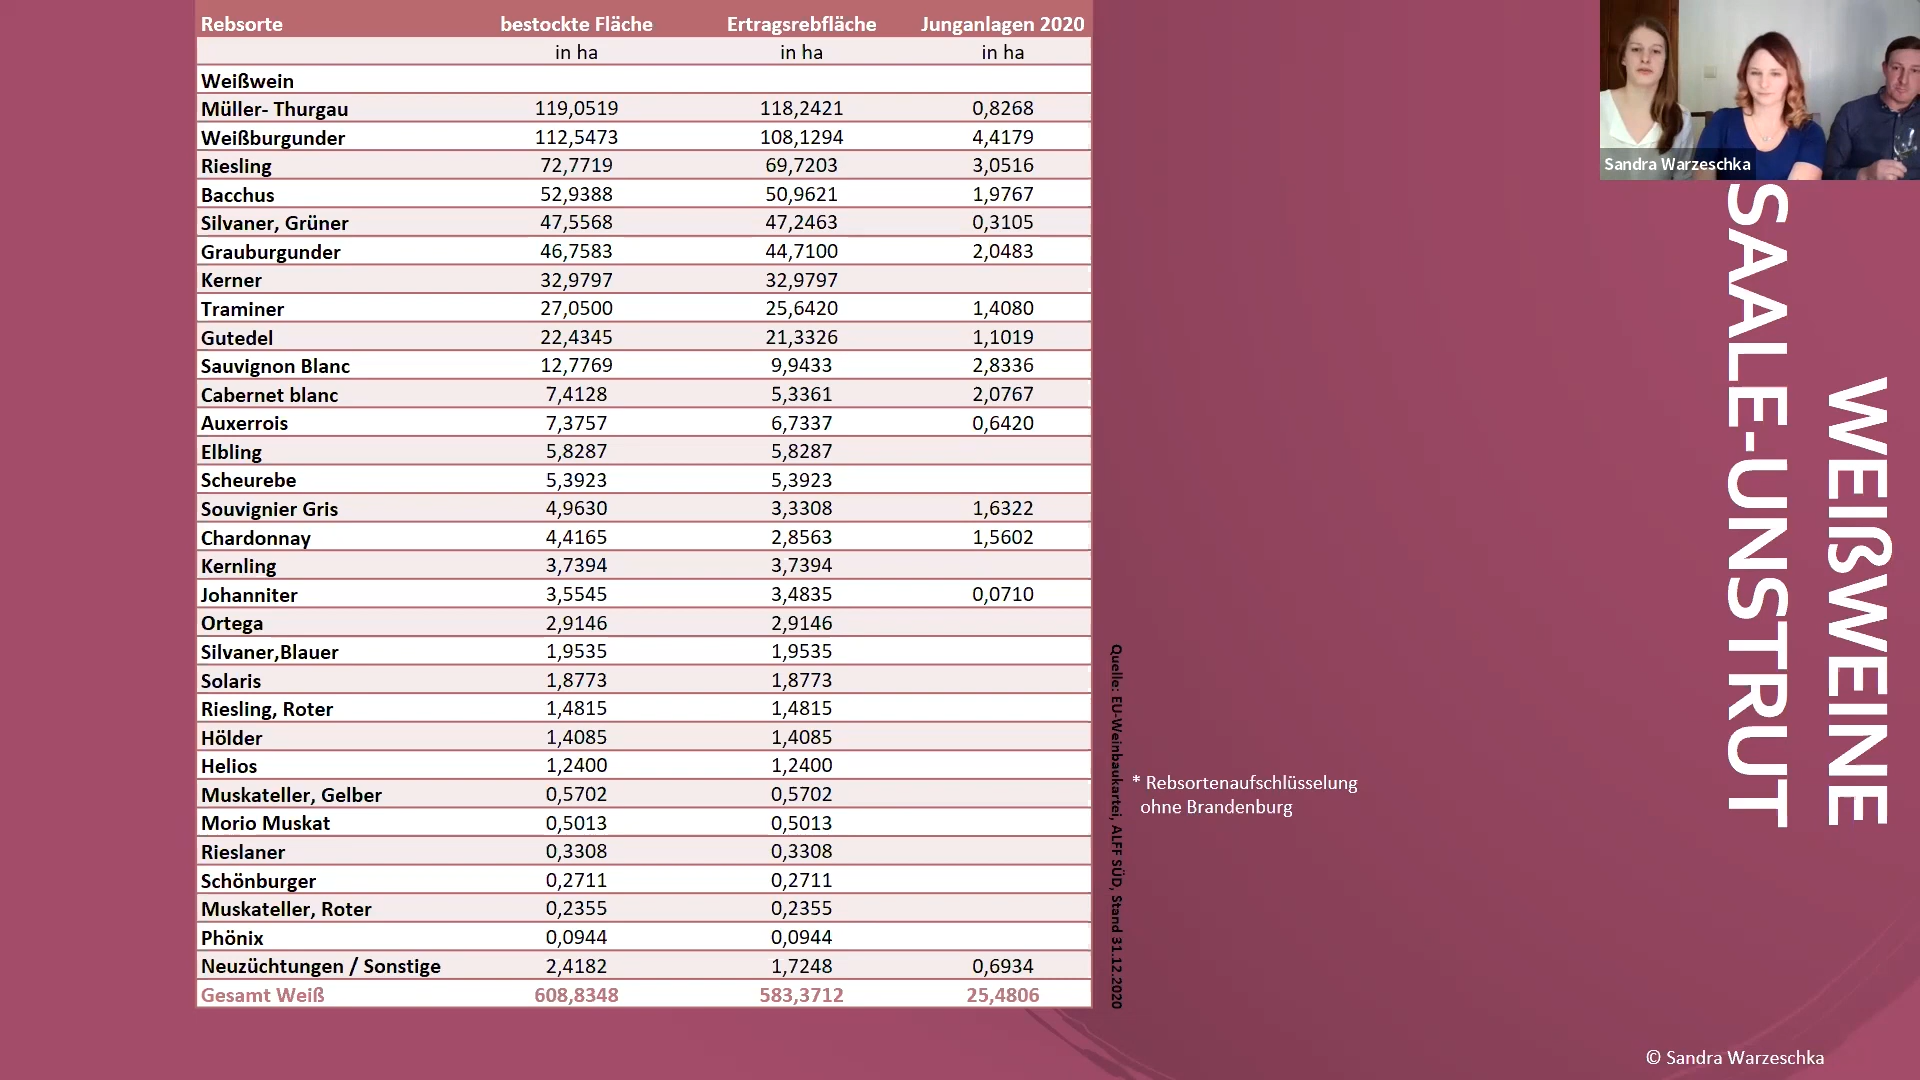 Rebsorte bestockte Fläche Ertragsrebfläche Junganlagen 2020
in ha in ha in ha
Weißwein
Müller- Thurgau 119,0519 118,2421 0,8268
Weißburgunder 112,5473 108,1294 4,4179
Riesling 72,7719 69,7203 3,0516
Bacchus 52,9388 50,9621 1,9767
Silvaner, Grüner 47,5568 47,2463 0,3105
Grauburgunder 46,7583 44,7100 2,0483
Kerner 32,9797 32,9797
Traminer 27,0500 25,6420 1,4080
Gutedel 22,4345 21,3326 1,1019
Sauvignon Blanc 12,7769 9,9433 2,8336
Cabernet blanc 7,4128 5,3361 2,0767
Auxerrois 7,3757 6,7337 0,6420
Elbling 5,8287 5,8287
Scheurebe 5,3923 5,3923
Souvignier Gris 4,9630 3,3308 1,6322
Chardonnay 4,4165 2,8563 1,5602
Kernling 3,7394 3,7394
Johanniter 3,5545 3,4835 0,0710
Ortega 2,9146 2,9146
Silvaner,Blauer 1,9535 1,9535
Solaris 1,8773 1,8773
Riesling, Roter 1,4815 1,4815
Hölder 1,4085 1,4085
Helios 1,2400 1,2400
Muskateller, Gelber 0,5702 0,5702
Morio Muskat 0,5013 0,5013
Rieslaner 0,3308 0,3308
Schönburger 0,2711 0,2711
Muskateller, Roter 0,2355 0,2355
Phönix 0,0944 0,0944
Neuzüchtungen / Sonstige 2,4182 1,7248 0,6934
Gesamt Weiß 608,8348 583,3712 25,4806
Quelle: EU-Weinbaukartei, ALFF SÜD, Stand 31.12.2020
* Rebsortenaufschlüsselung
ohne Brandenburg
WEIßWEINE
SAALE-UNSTRUT
Sandra Warzeschka
© Sandra Warzeschka